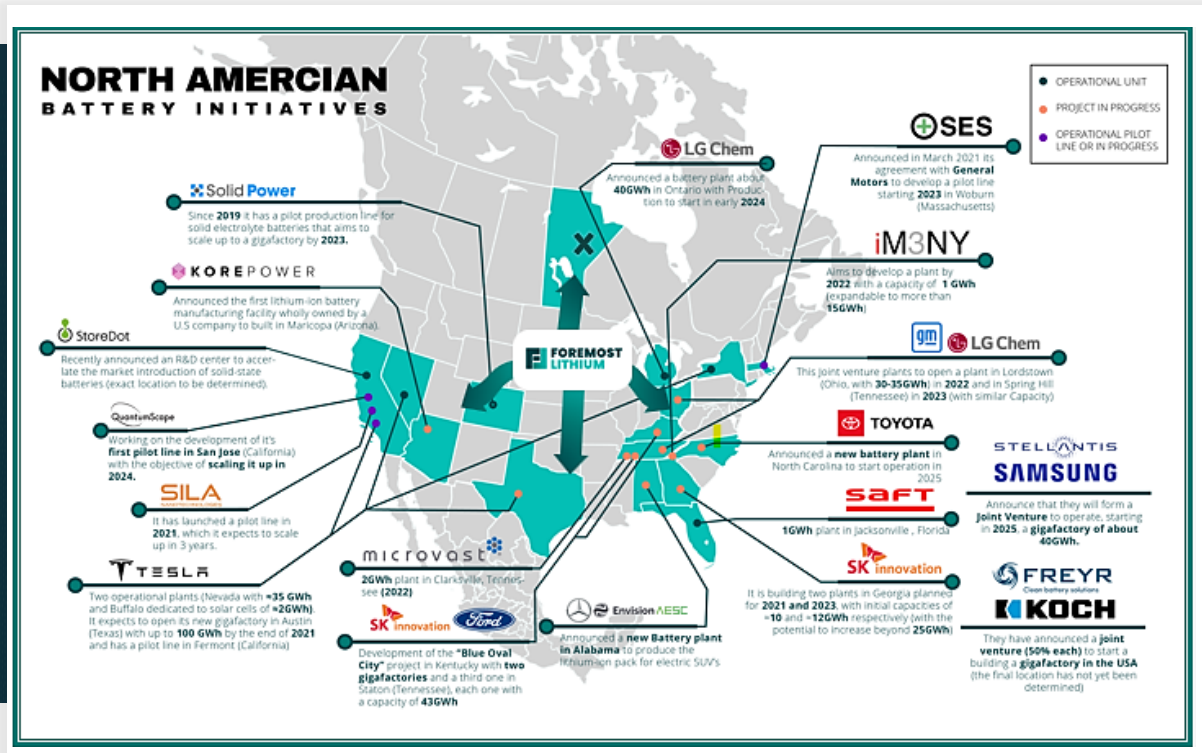 NORTH AMERCIAN
BATTERY INITIATIVES
OPERATIONAL UNIT
PROJECT IN PROGRESS
OPERATIONAL PILOT
LINE OR IN PROGRESS
Solid Power
Since 2019 it has a pilot production line for
solid electrolyte batteries that aims to
scale up to a gigafactory by 2023.
KOREPOWER
Announced the first lithium-ion battery
manufacturing facility wholly owned by a
U.S company to built in Maricopa (Arizona).
StoreDot
Recently announced an R&D center to accer-
late the market introduction of solid-state
batteries (exact location to be determined).
QuantumScape
Working on the development of it's
first pilot line in San Jose (California)
with the objective of scaling it up in
2024.
SILA
NANOTECHNOLOGIES
It has launched a pilot line in
2021, which it expects to scale
up in 3 years.
TESLA
Two operational plants (Nevada with ≈35 GWh
and Buffalo dedicated to solar cells of ≈2GWh).
It expects to open its new gigafactory in Austin
(Texas) with up to 100 GWh by the end of 2021
and has a pilot line in Fermont (California)
LG Chem
Announced a battery plant about
40GWh in Ontario with Produc-
tion to start in early 2024
FOREMOST
LITHIUM
microvast
2GWh plant in Clarksville, Tennes-
see (2022)
SK innovation
Ford
Development of the "Blue Oval
City" project in Kentucky with two
gigafactories and a third one in
Staton (Tennessee), each one with
a capacity of 43GWh
Envision AESC
Announced a new Battery plant
in Alabama to produce the
lithium-ion pack for electric SUV's
SES
Announced in March 2021 its
agreement with General
Motors to develop a pilot line
starting 2023 in Woburn
(Massachusetts)
iM3NY
Aims to develop a plant by
2022 with a capacity of 1 GWh
(expandable to more than
15GWh)
gm LG Chem
This Joint venture plants to open a plant in Lordstown
(Ohio, with 30-35GWh) in 2022 and in Spring Hill
(Tennessee) in 2023 (with similar Capacity)
TOYOTA
Announced a new battery plant in
North Carolina to start operation in
2025
saft
1GWh plant in Jacksonville , Florida
SK innovation
It is building two plants in Georgia planned
for 2021 and 2023, with initial capacities of
≈10 and ≈12GWh respectively (with the
potential to increase beyond 25GWh)
STELLANTIS
SAMSUNG
Announce that they will form a
Joint Venture to operate, starting
in 2025, a gigafactory of about
40GWh.
FREYR
Clean battery solutions
KOCH
They have announced a joint
venture (50% each) to start a
building a gigafactory in the USA
(the final location has not yet been
determined)